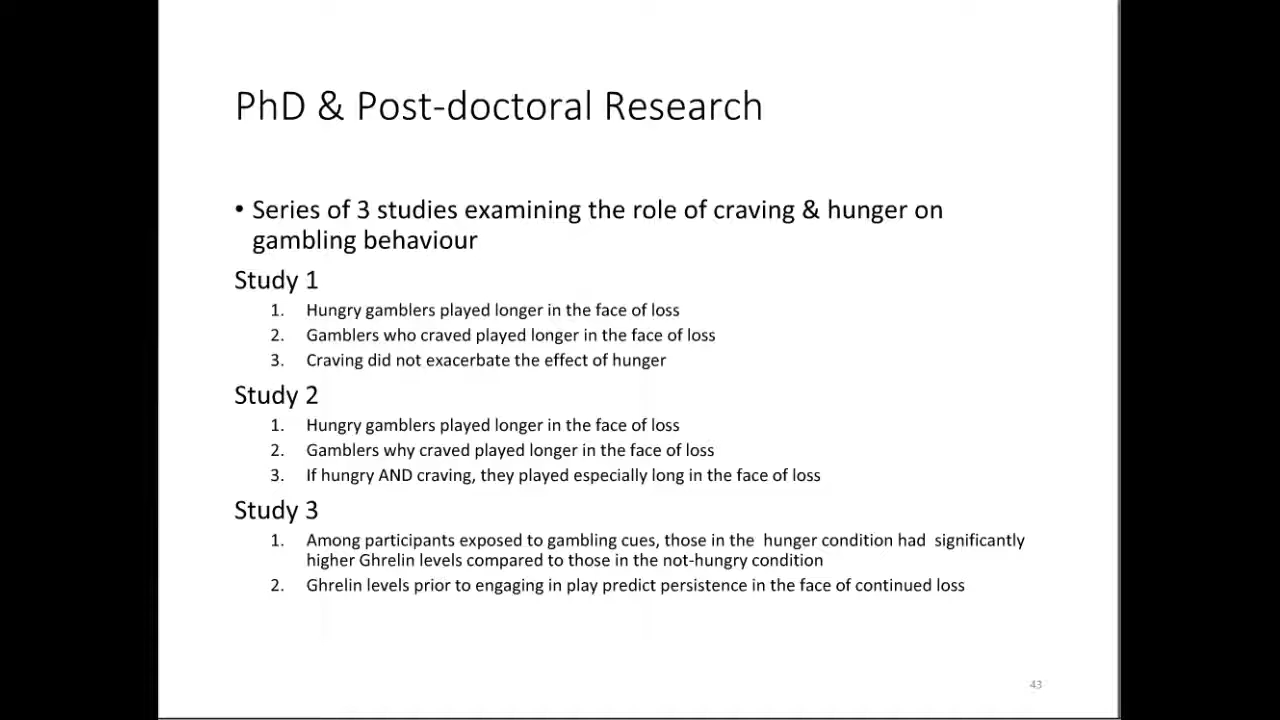 PhD & Post-doctoral Research
• Series of 3 studies examining the role of craving & hunger on
gambling behaviour
Study 1
1. Hungry gamblers played longer in the face of loss
2. Gamblers who craved played longer in the face of loss
3. Craving did not exacerbate the effect of hunger
Study 2
1. Hungry gamblers played longer in the face of loss
2. Gamblers why craved played longer in the face of loss
3. If hungry AND craving, they played especially long in the face of loss
Study 3
1. Among participants exposed to gambling cues, those in the hunger condition had significantly
higher Ghrelin levels compared to those in the not-hungry condition
2. Ghrelin levels prior to engaging in play predict persistence in the face of continued loss
43